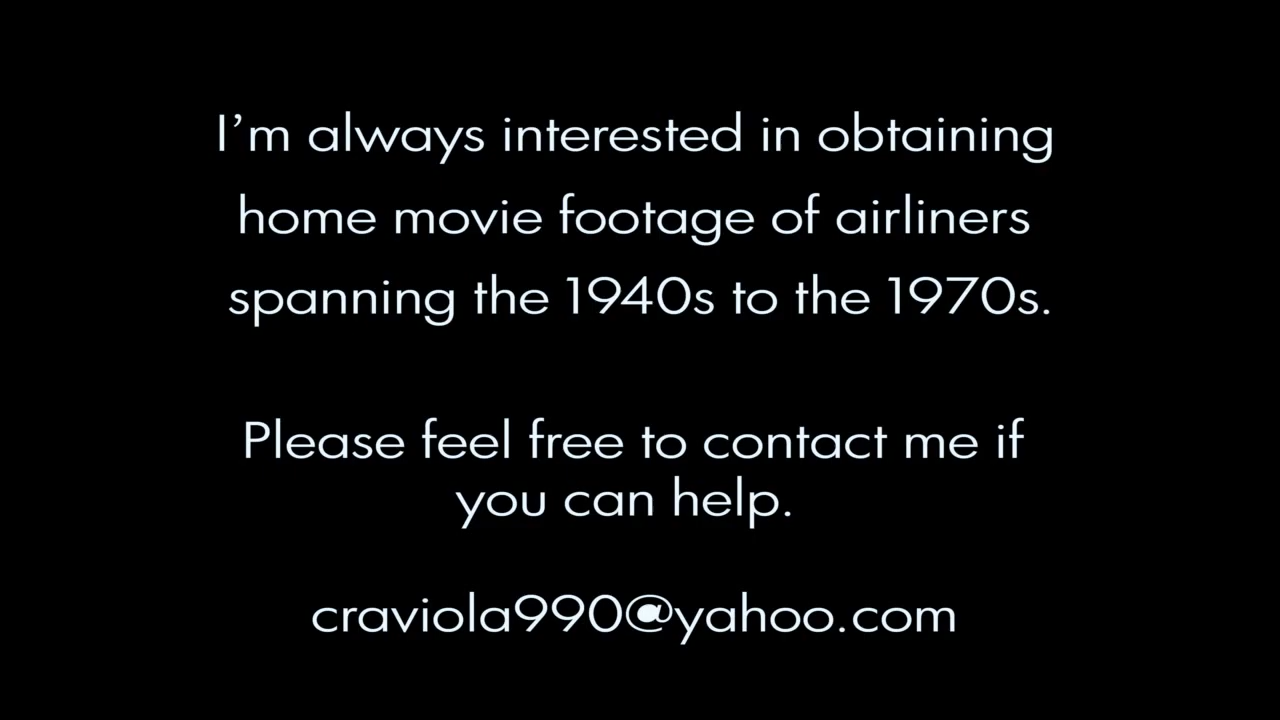 I'm always interested in obtaining
home movie footage of airliners
spanning the 1940s to the 1970s.
Please feel free to contact me if
you can help.
craviola990@yahoo.com